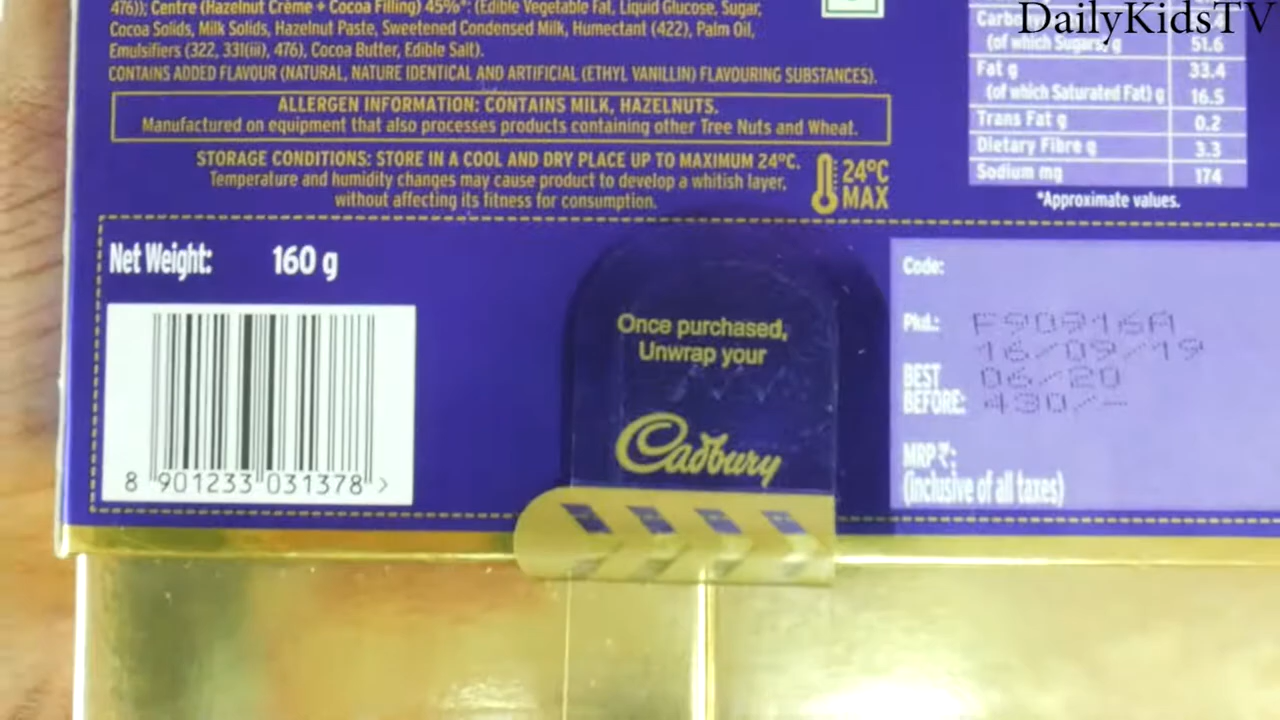 476)); Centre (Hazelnut Crème + Cocoa Filling) 45%*: (Edible Vegetable Fat, Liquid Glucose, Sugar,
Cocoa Solids, Milk Solids, Hazelnut Paste, Sweetened Condensed Milk, Humectant (422), Palm Oil,
Emulsifiers (322, 331(iii), 476), Cocoa Butter, Edible Salt).
CONTAINS ADDED FLAVOUR (NATURAL, NATURE IDENTICAL AND ARTIFICIAL (ETHYL VANILLIN) FLAVOURING SUBSTANCES).
ALLERGEN INFORMATION: CONTAINS MILK, HAZELNUTS.
Manufactured on equipment that also processes products containing other Tree Nuts and Wheat.
STORAGE CONDITIONS: STORE IN A COOL AND DRY PLACE UP TO MAXIMUM 24°C.
Temperature and humidity changes may cause product to develop a whitish layer,
without affecting its fitness for consumption.
24°C
MAX
DailyKidsTV
(of which Sugars) g 51.6
Fat g 33.4
(of which Saturated Fat) g 16.5
Trans Fat g 0.2
Dietary Fibre g 3.3
Sodium mg 174
*Approximate values.
Net Weight: 160 g
8 901233 031378 >
Once purchased,
Unwrap your
Cadbury
Code:
Pkd.: F90916A
16/09/19
BEST 06/20
BEFORE: 430/-
MRP ₹:
(inclusive of all taxes)